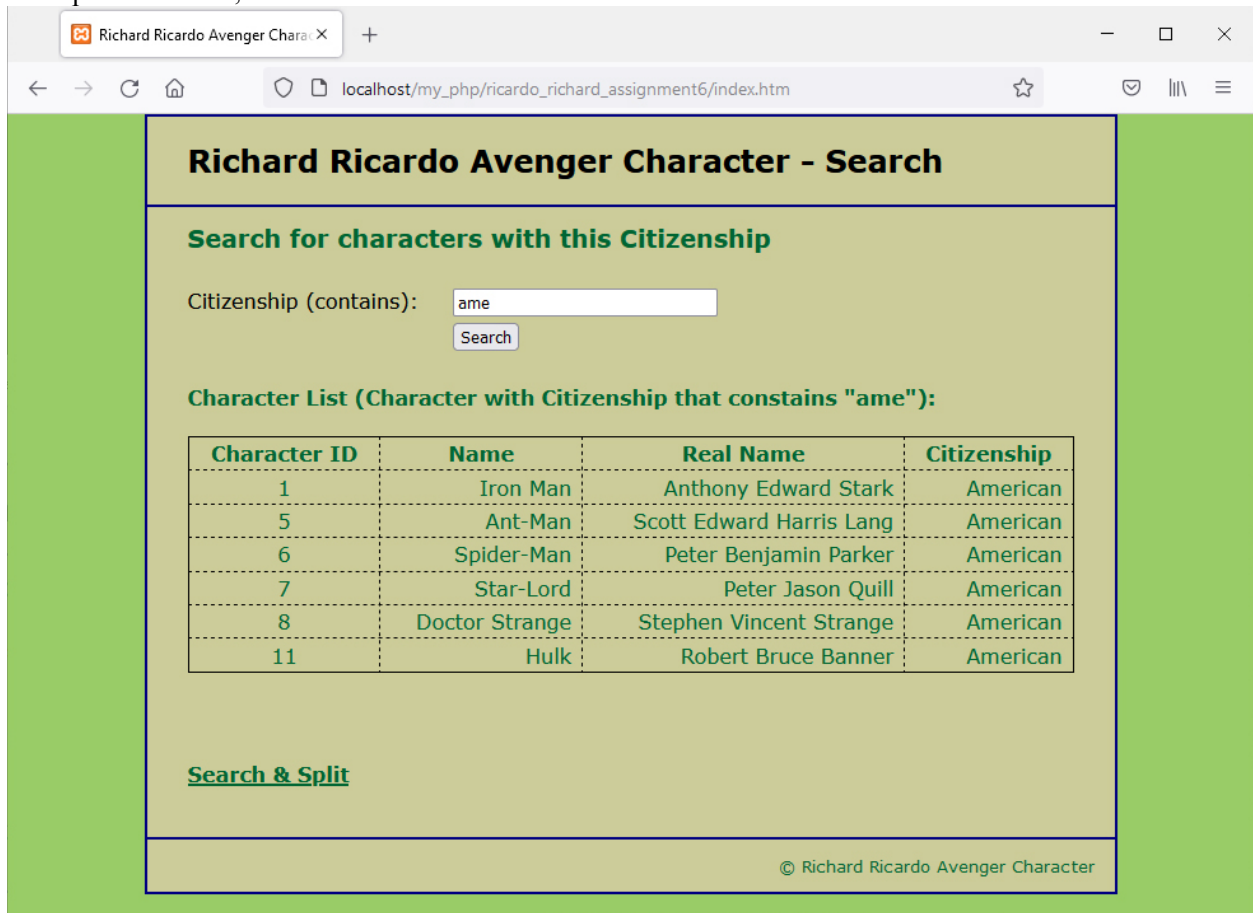 Richard Ricardo Avenger Charac
localhost/my_php/ricardo_richard_assignment6/index.htm
Richard Ricardo Avenger Character - Search
Search for characters with this Citizenship
Citizenship (contains): ame
Search
Character List (Character with Citizenship that constains "ame"):
Character ID Name Real Name Citizenship
1 Iron Man Anthony Edward Stark American
5 Ant-Man Scott Edward Harris Lang American
6 Spider-Man Peter Benjamin Parker American
7 Star-Lord Peter Jason Quill American
8 Doctor Strange Stephen Vincent Strange American
11 Hulk Robert Bruce Banner American
Search & Split
© Richard Ricardo Avenger Character